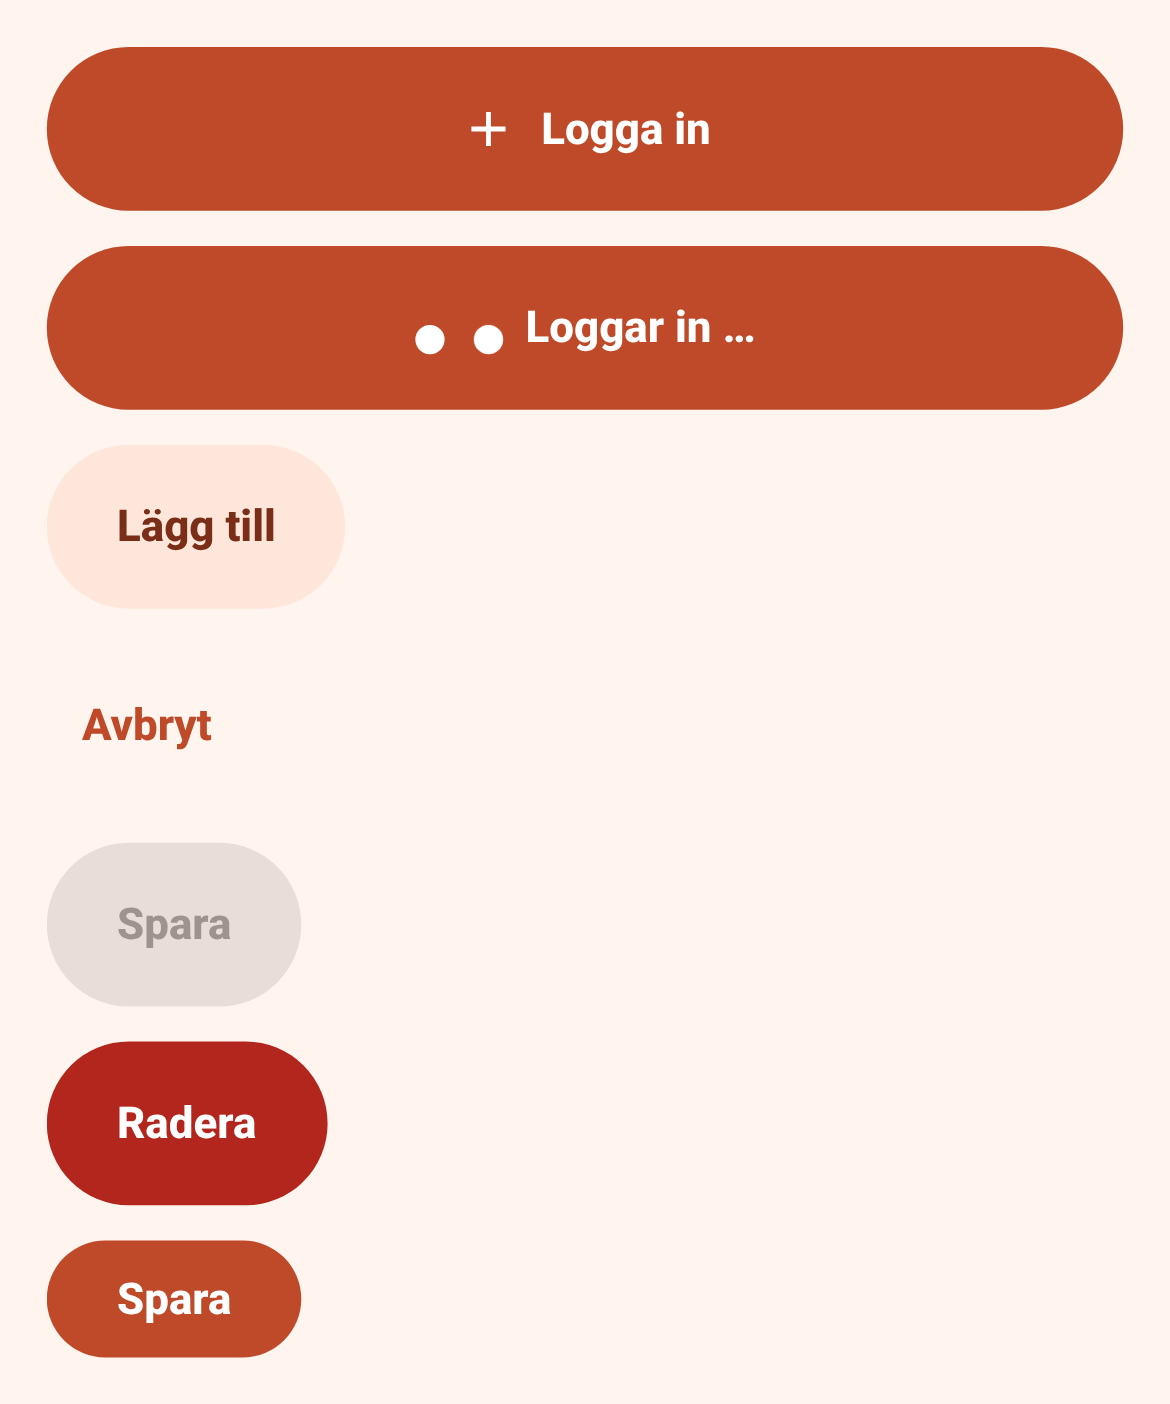 Logga in
Loggar in …
Lägg till
Avbryt
Spara
Radera
Spara